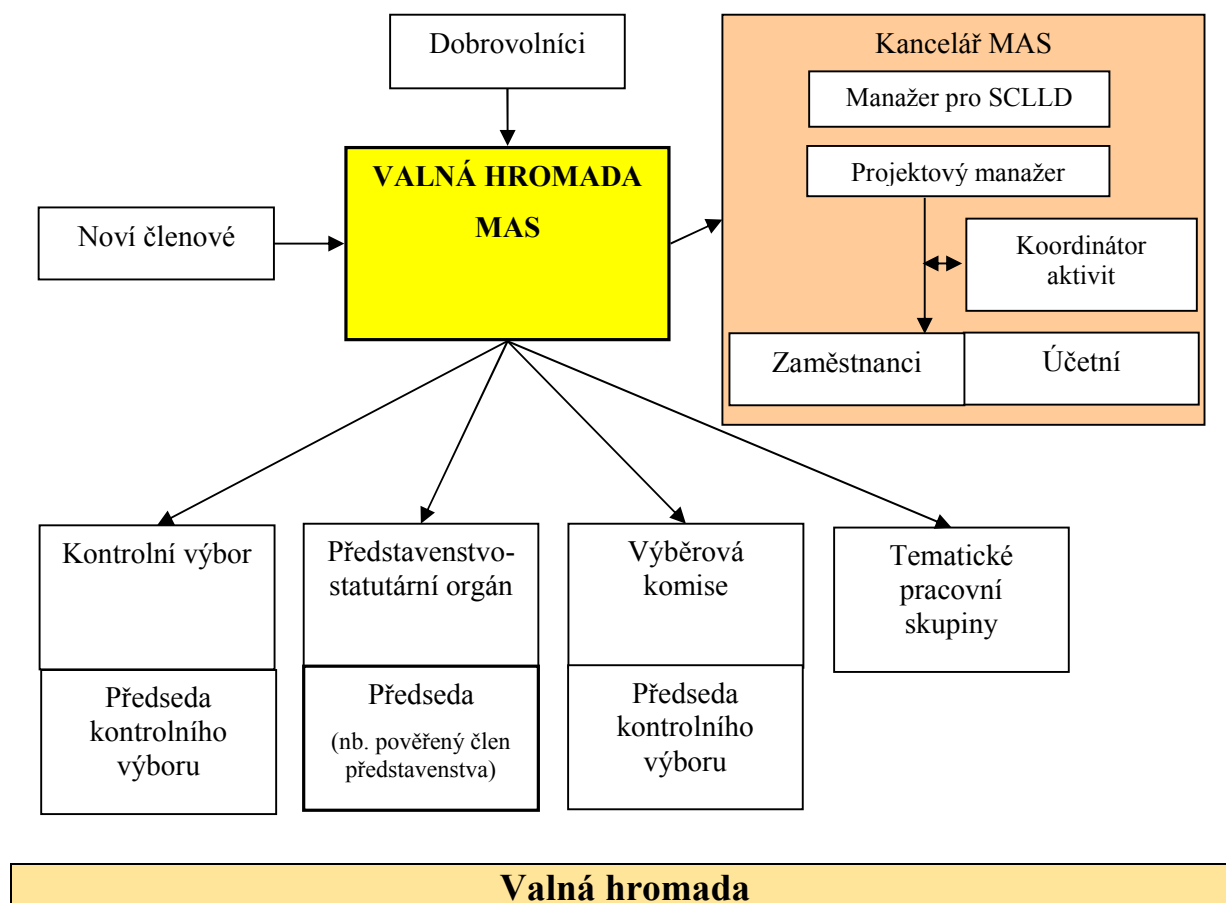 Dobrovolníci
Kancelář MAS
Manažer pro SCLLD
Projektový manažer
Koordinátor
aktivit
Zaměstnanci
Účetní
VALNÁ HROMADA
MAS
Noví členové
Kontrolní výbor
Předseda
kontrolního
výboru
Představenstvo-
statutární orgán
Předseda
(nb. pověřený člen
představenstva)
Výběrová
komise
Předseda
kontrolního
výboru
Tematické
pracovní
skupiny
Valná hromada